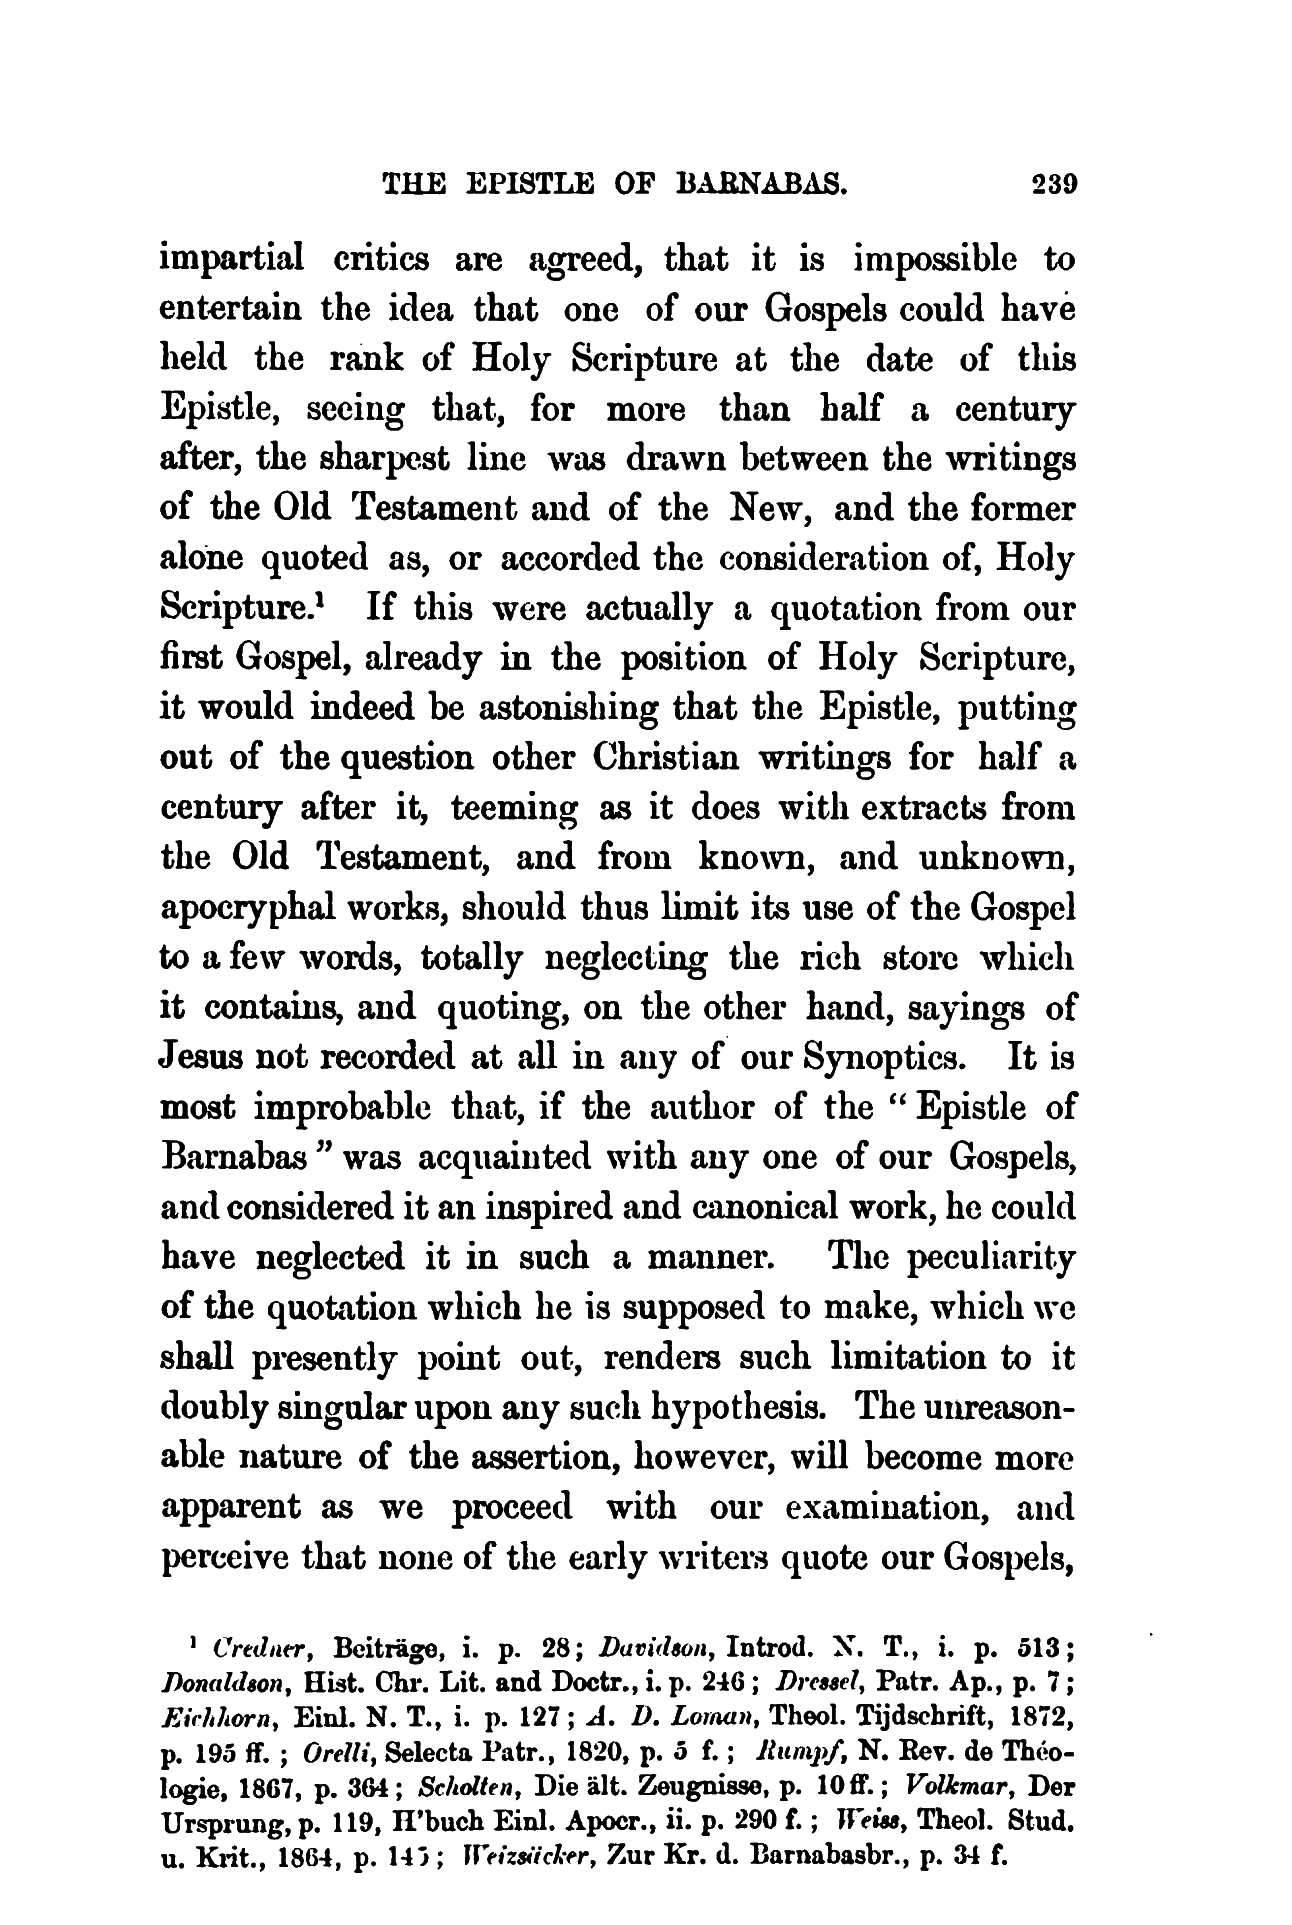 THE EPISTLE OF BARNABAS. 239
impartial critics are agreed, that it is impossible to
entertain the idea that one of our Gospels could have
held the rank of Holy Scripture at the date of this
Epistle, seeing that, for more than half a century
after, the sharpest line was drawn between the writings
of the Old Testament and of the New, and the former
alone quoted as, or accorded the consideration of, Holy
Scripture.¹ If this were actually a quotation from our
first Gospel, already in the position of Holy Scripture,
it would indeed be astonishing that the Epistle, putting
out of the question other Christian writings for half a
century after it, teeming as it does with extracts from
the Old Testament, and from known, and unknown,
apocryphal works, should thus limit its use of the Gospel
to a few words, totally neglecting the rich store which
it contains, and quoting, on the other hand, sayings of
Jesus not recorded at all in any of our Synoptics. It is
most improbable that, if the author of the “ Epistle of
Barnabas ” was acquainted with any one of our Gospels,
and considered it an inspired and canonical work, he could
have neglected it in such a manner. The peculiarity
of the quotation which he is supposed to make, which we
shall presently point out, renders such limitation to it
doubly singular upon any such hypothesis. The unreason-
able nature of the assertion, however, will become more
apparent as we proceed with our examination, and
perceive that none of the early writers quote our Gospels,
¹ Credner, Beiträge, i. p. 28; Davidson, Introd. N. T., i. p. 513;
Donaldson, Hist. Chr. Lit. and Doctr., i. p. 246; Dressel, Patr. Ap., p. 7;
Eichhorn, Einl. N. T., i. p. 127; A. D. Loman, Theol. Tijdschrift, 1872,
p. 195 ff. ; Orelli, Selecta Patr., 1820, p. 5 f. ; Rumpf, N. Rev. de Théo-
logie, 1867, p. 364; Scholten, Die ält. Zeugnisse, p. 10 ff. ; Volkmar, Der
Ursprung, p. 119, H'buch Einl. Apocr., ii. p. 290 f. ; Weiss, Theol. Stud.
u. Krit., 1864, p. 145; Weizsäcker, Zur Kr. d. Barnabasbr., p. 34 f.